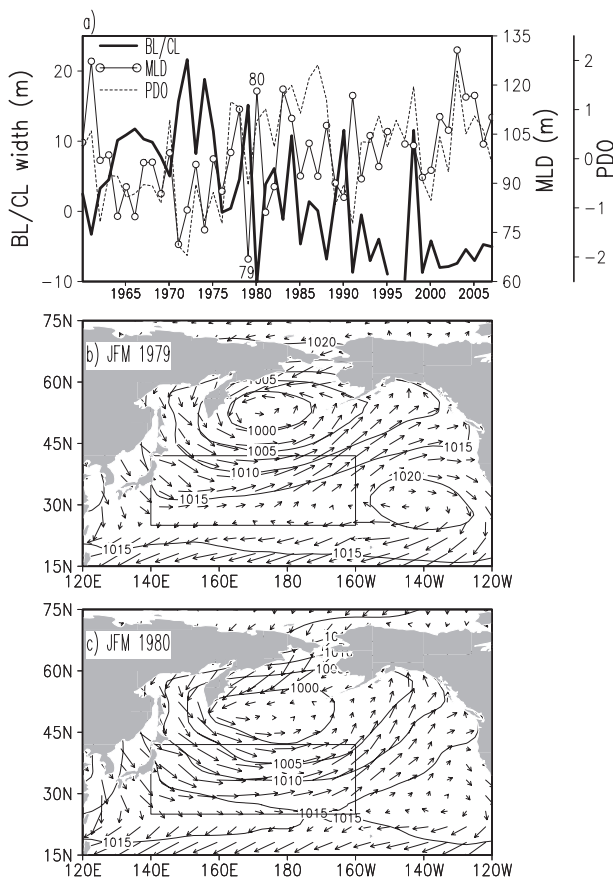 a)
BL/CL
MLD
PDO
BL/CL width (m)
20
10
0
−10
80
79
135
120
105
90
75
60
MLD (m)
2
1
0
−1
−2
PDO
1965 1970 1975 1980 1985 1990 1995 2000 2005
75N
60N
45N
30N
15N
b) JFM 1979
1020
1005
1000
1005
1010
1015
1015
1020
1015
1015
120E 140E 160E 180 160W 140W 120W
75N
60N
45N
30N
15N
c) JFM 1980
1000
1005
1010
1015
1015
1015
120E 140E 160E 180 160W 140W 120W